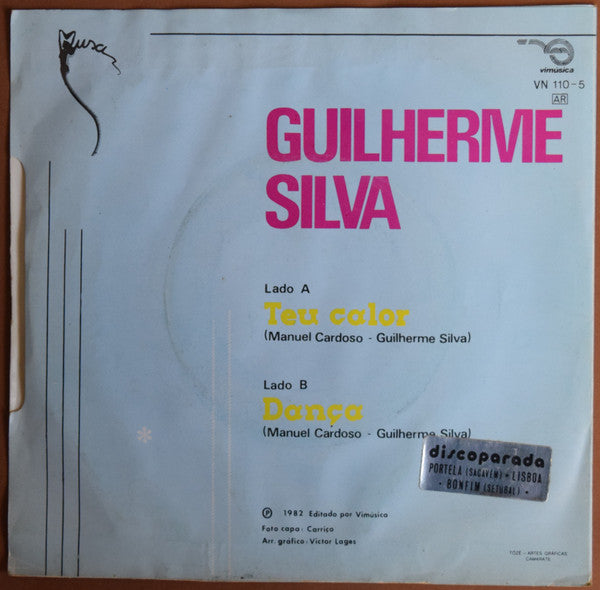 Musa
vimúsica
VN 110-5
AR
GUILHERME
SILVA
Lado A
Teu calor
(Manuel Cardoso - Guilherme Silva)
Lado B
Dança
(Manuel Cardoso - Guilherme Silva)
discoparada
PORTELA (SACAVÉM) - LISBOA
- BONFIM (SETUBAL) -
℗ 1982 Editado por Vimúsica
Foto capa: Carriço
Arr. gráfico: Victor Lages
TOZÉ - ARTES GRÁFICAS
CAMARATE